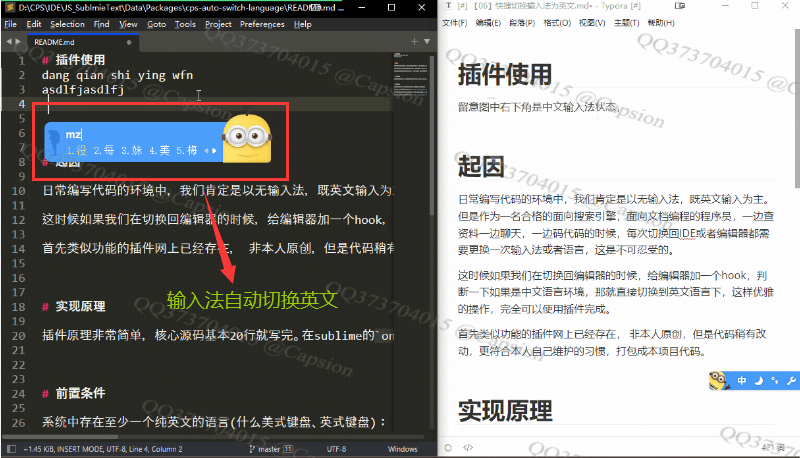 D:\CPS\IDE\JS_SublmieText\Data\Packages\cps-auto-switch-language\README.md
File Edit Selection Find View Goto Tools Project Preferences Help
README.md
1 # 插件使用
2 dang qian shi ying wfn
3 asdlfjasdlfj
4
5
6
mz
1.没 2.每 3.妹 4.美 5.梅
8 # 起因
9
10 日常编写代码的环境中，我们肯定是以无输入法，既英文输入为
11
12 这时候如果我们在切换回编辑器的时候，给编辑器加一个hook，
13
14 首先类似功能的插件网上已经存在， 非本人原创，但是代码稍有
输入法自动切换英文
18 # 实现原理
19
20 插件原理非常简单，核心源码基本20行就写完。在sublime的`on
24 # 前置条件
25
26 系统中存在至少一个纯英文的语言(什么美式键盘、英式键盘)：
~1.45 KiB, INSERT MODE, UTF-8, Line 4, Column 2
master 11
UTF-8
Windows
[#] 【06】快捷切换输入法为英文.md• - Typora [#]
文件(F) 编辑(E) 段落(P) 格式(O) 视图(V) 主题(T) 帮助(H)
插件使用
留意图中右下角是中文输入法状态，
起因
日常编写代码的环境中，我们肯定是以无输入法，既英文输入为主。
但是作为一名合格的面向搜索引擎，面向文档编程的程序员，一边查
资料一边聊天，一边码代码的时候，每次切换回IDE或者编辑器都需
要更换一次输入法或者语言，这是不可忍受的。
这时候如果我们在切换回编辑器的时候，给编辑器加一个hook，判
断一下如果是中文语言环境，那就直接切换到英文语言下，这样优雅
的操作，完全可以使用插件完成。
首先类似功能的插件网上已经存在， 非本人原创，但是代码稍有改
动，更符合本人自己维护的习惯，打包成本项目代码。
中
实现原理
QQ373704015 @Capsion